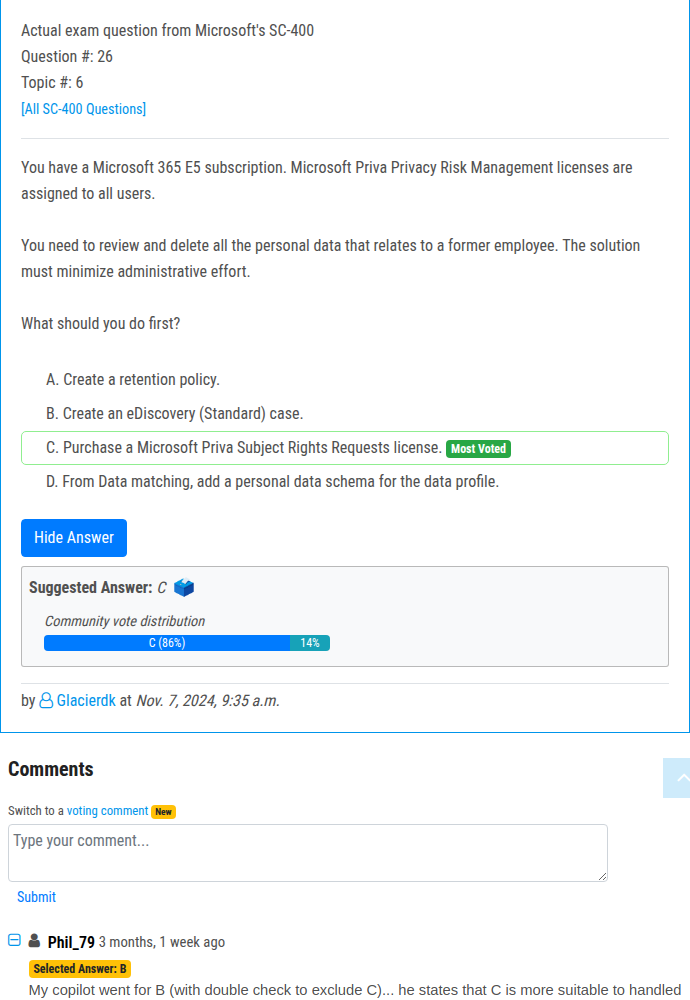 Actual exam question from Microsoft's SC-400
Question #: 26
Topic #: 6
[All SC-400 Questions]
You have a Microsoft 365 E5 subscription. Microsoft Priva Privacy Risk Management licenses are
assigned to all users.
You need to review and delete all the personal data that relates to a former employee. The solution
must minimize administrative effort.
What should you do first?
A. Create a retention policy.
B. Create an eDiscovery (Standard) case.
C. Purchase a Microsoft Priva Subject Rights Requests license. Most Voted
D. From Data matching, add a personal data schema for the data profile.
Hide Answer
Suggested Answer: C
Community vote distribution
C (86%) 14%
by Glacierdk at Nov. 7, 2024, 9:35 a.m.
Comments
Switch to a voting comment New
Type your comment...
Submit
Phil_79 3 months, 1 week ago
Selected Answer: B
My copilot went for B (with double check to exclude C)... he states that C is more suitable to handled